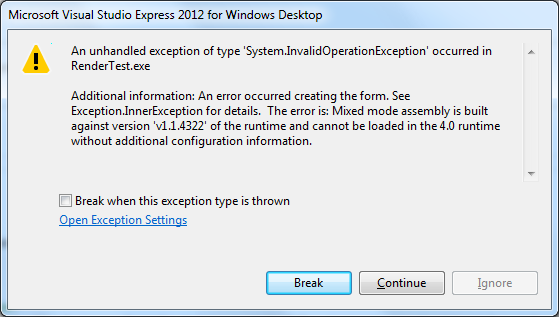 Microsoft Visual Studio Express 2012 for Windows Desktop
An unhandled exception of type 'System.InvalidOperationException' occurred in
RenderTest.exe
Additional information: An error occurred creating the form. See
Exception.InnerException for details.  The error is: Mixed mode assembly is built
against version 'v1.1.4322' of the runtime and cannot be loaded in the 4.0 runtime
without additional configuration information.
Break when this exception type is thrown
Open Exception Settings
Break
Continue
Ignore